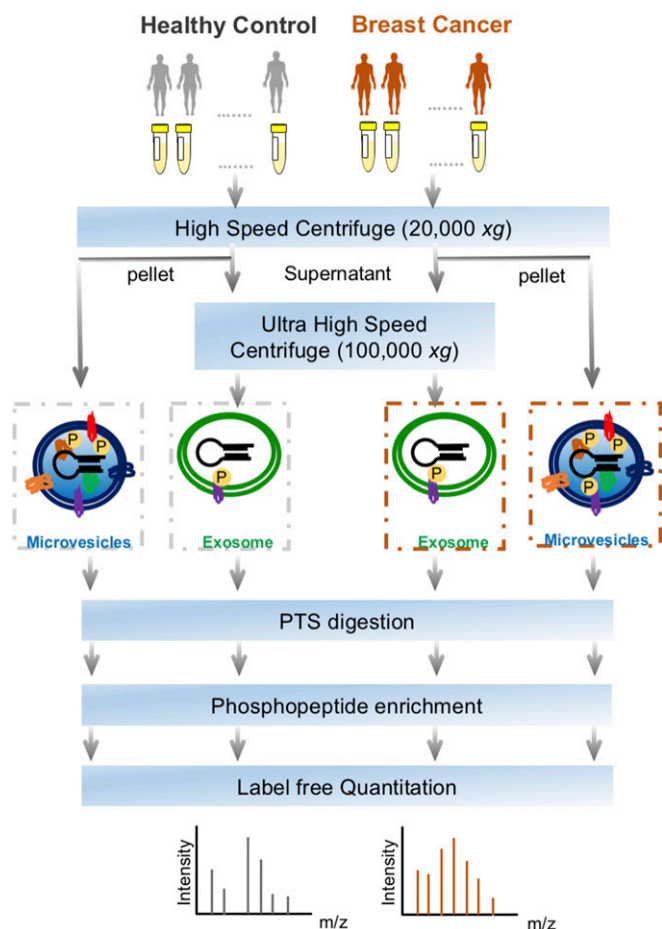 Healthy Control
Breast Cancer
High Speed Centrifuge (20,000 xg)
pellet
Supernatant
pellet
Ultra High Speed
Centrifuge (100,000 xg)
P
P
P
P
P
P
P
P
Microvesicles
Exosome
Exosome
Microvesicles
PTS digestion
Phosphopeptide enrichment
Label free Quantitation
Intensity
m/z
Intensity
m/z